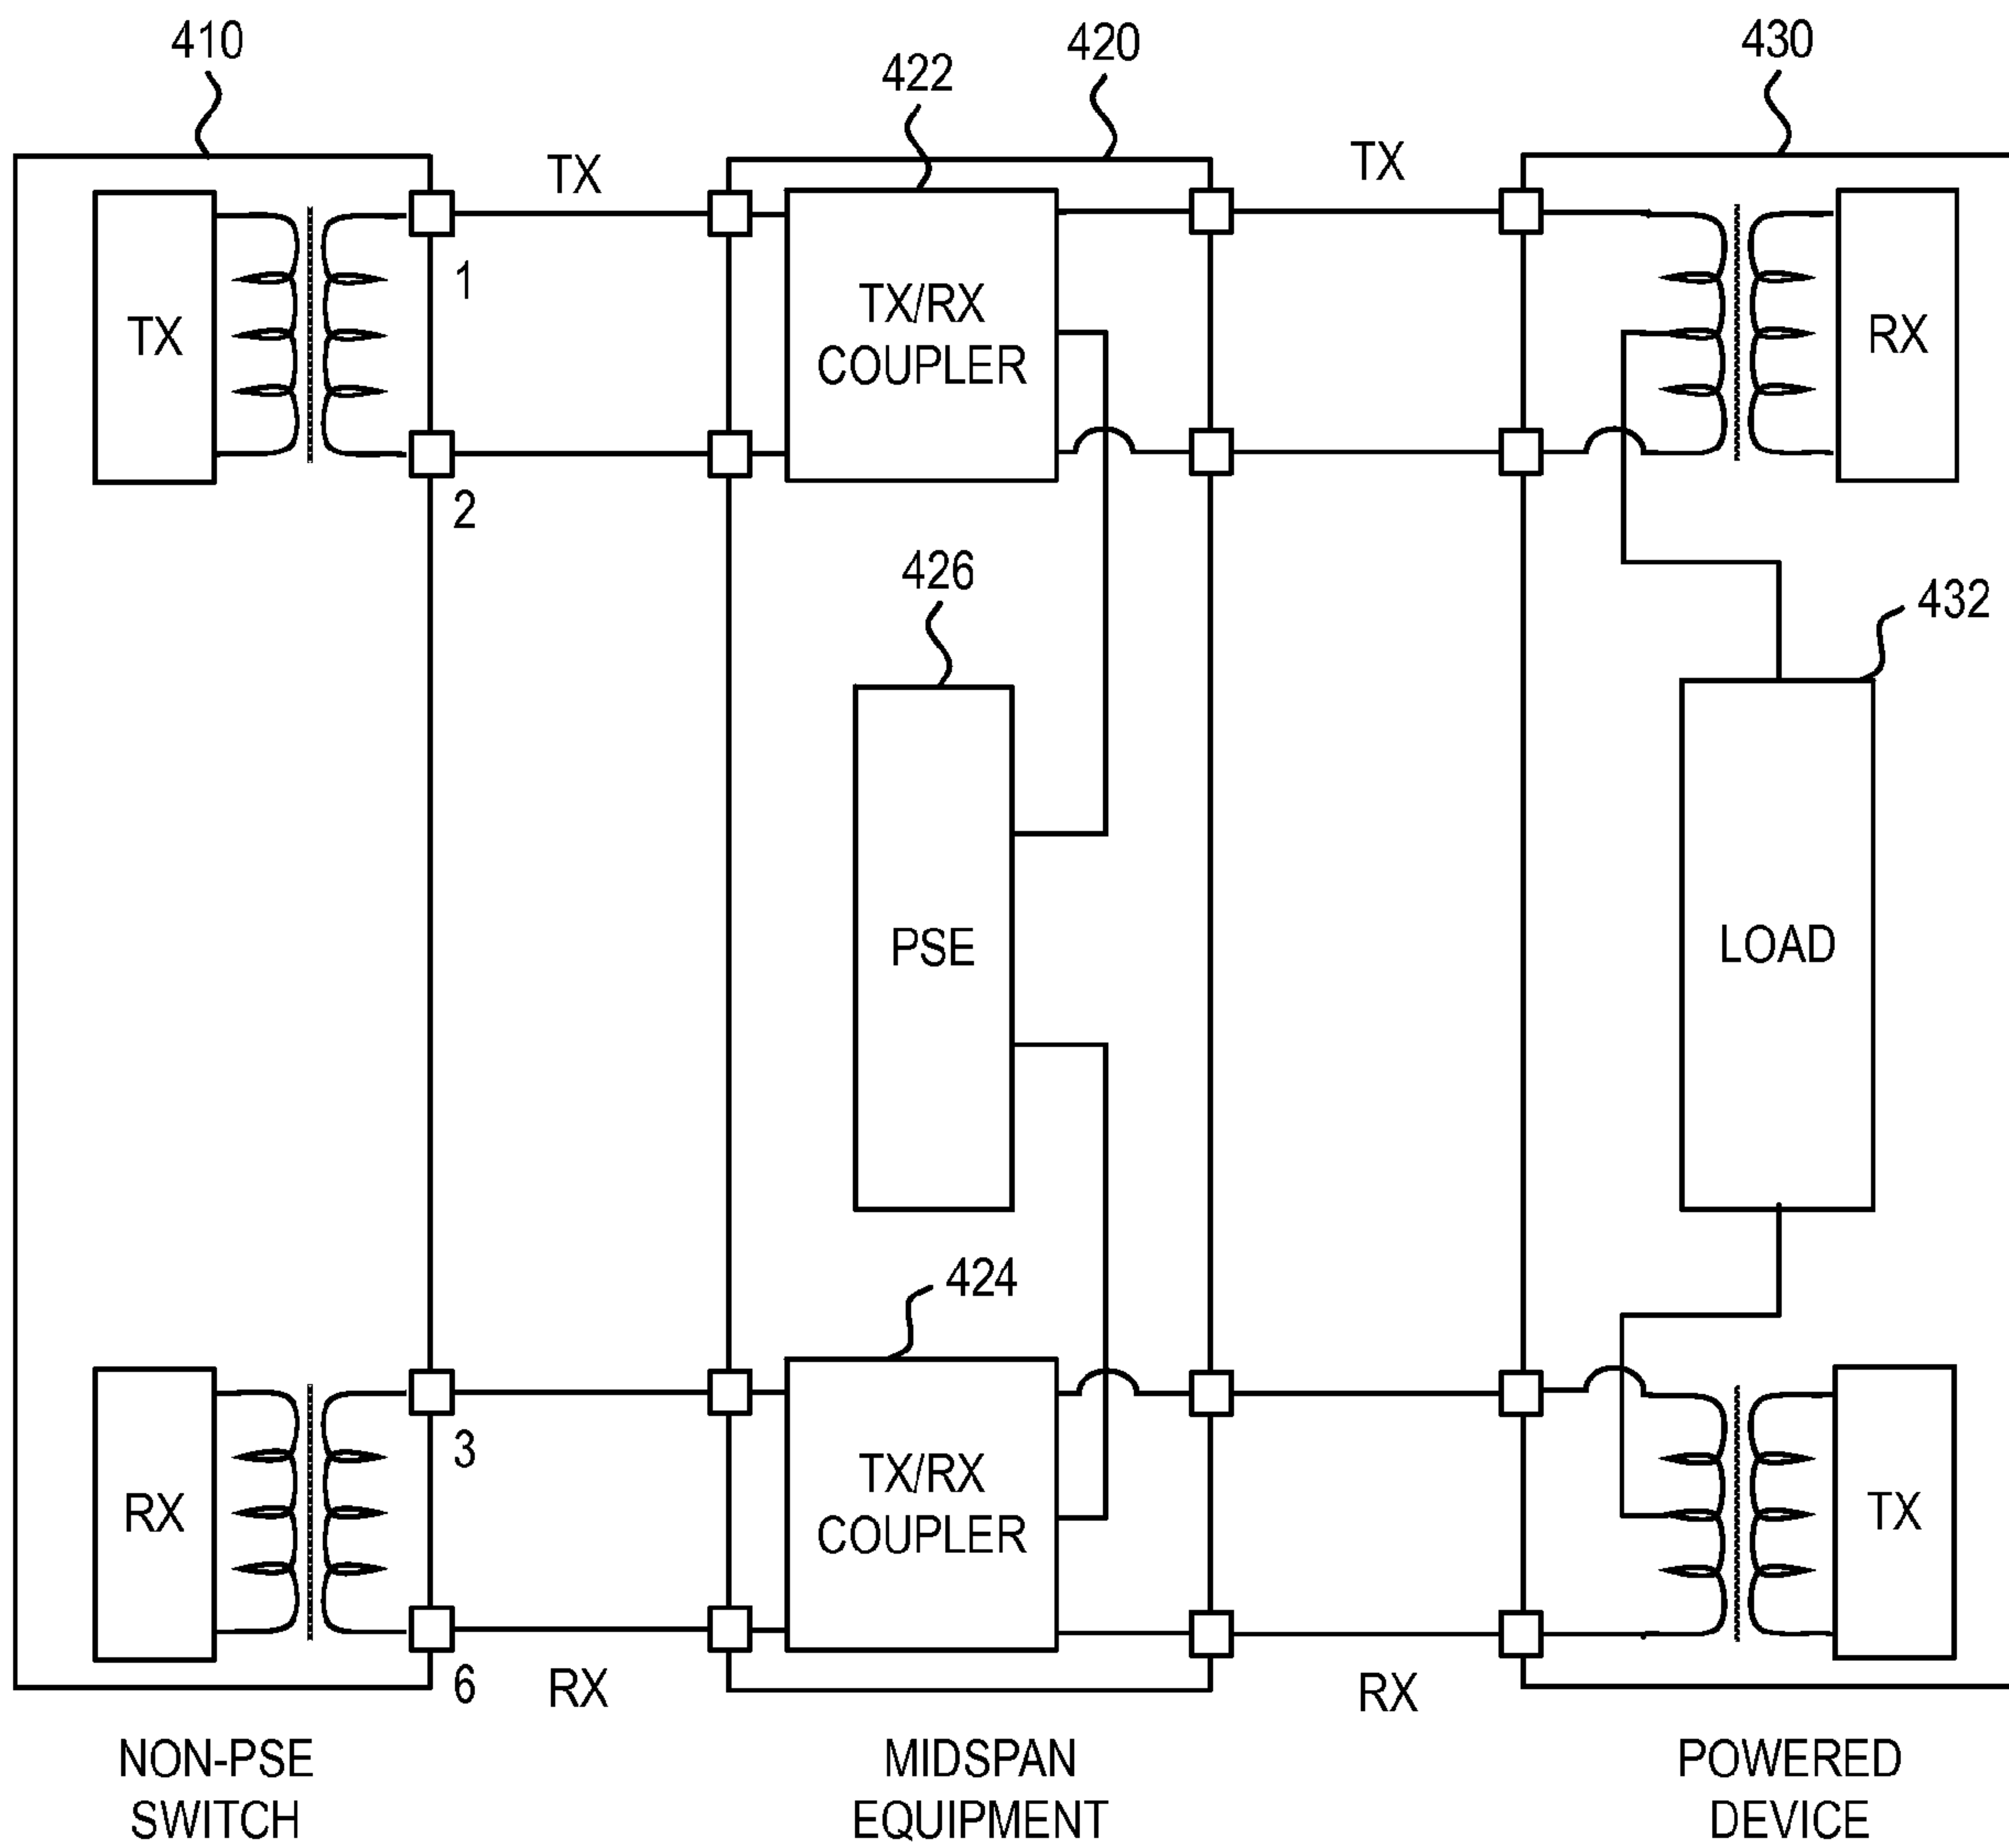 410
420
430
422
TX
TX
1
TX
TX/RX
COUPLER
RX
2
426
432
PSE
LOAD
424
3
RX
TX/RX
COUPLER
TX
6
RX
RX
NON-PSE
SWITCH
MIDSPAN
EQUIPMENT
POWERED
DEVICE